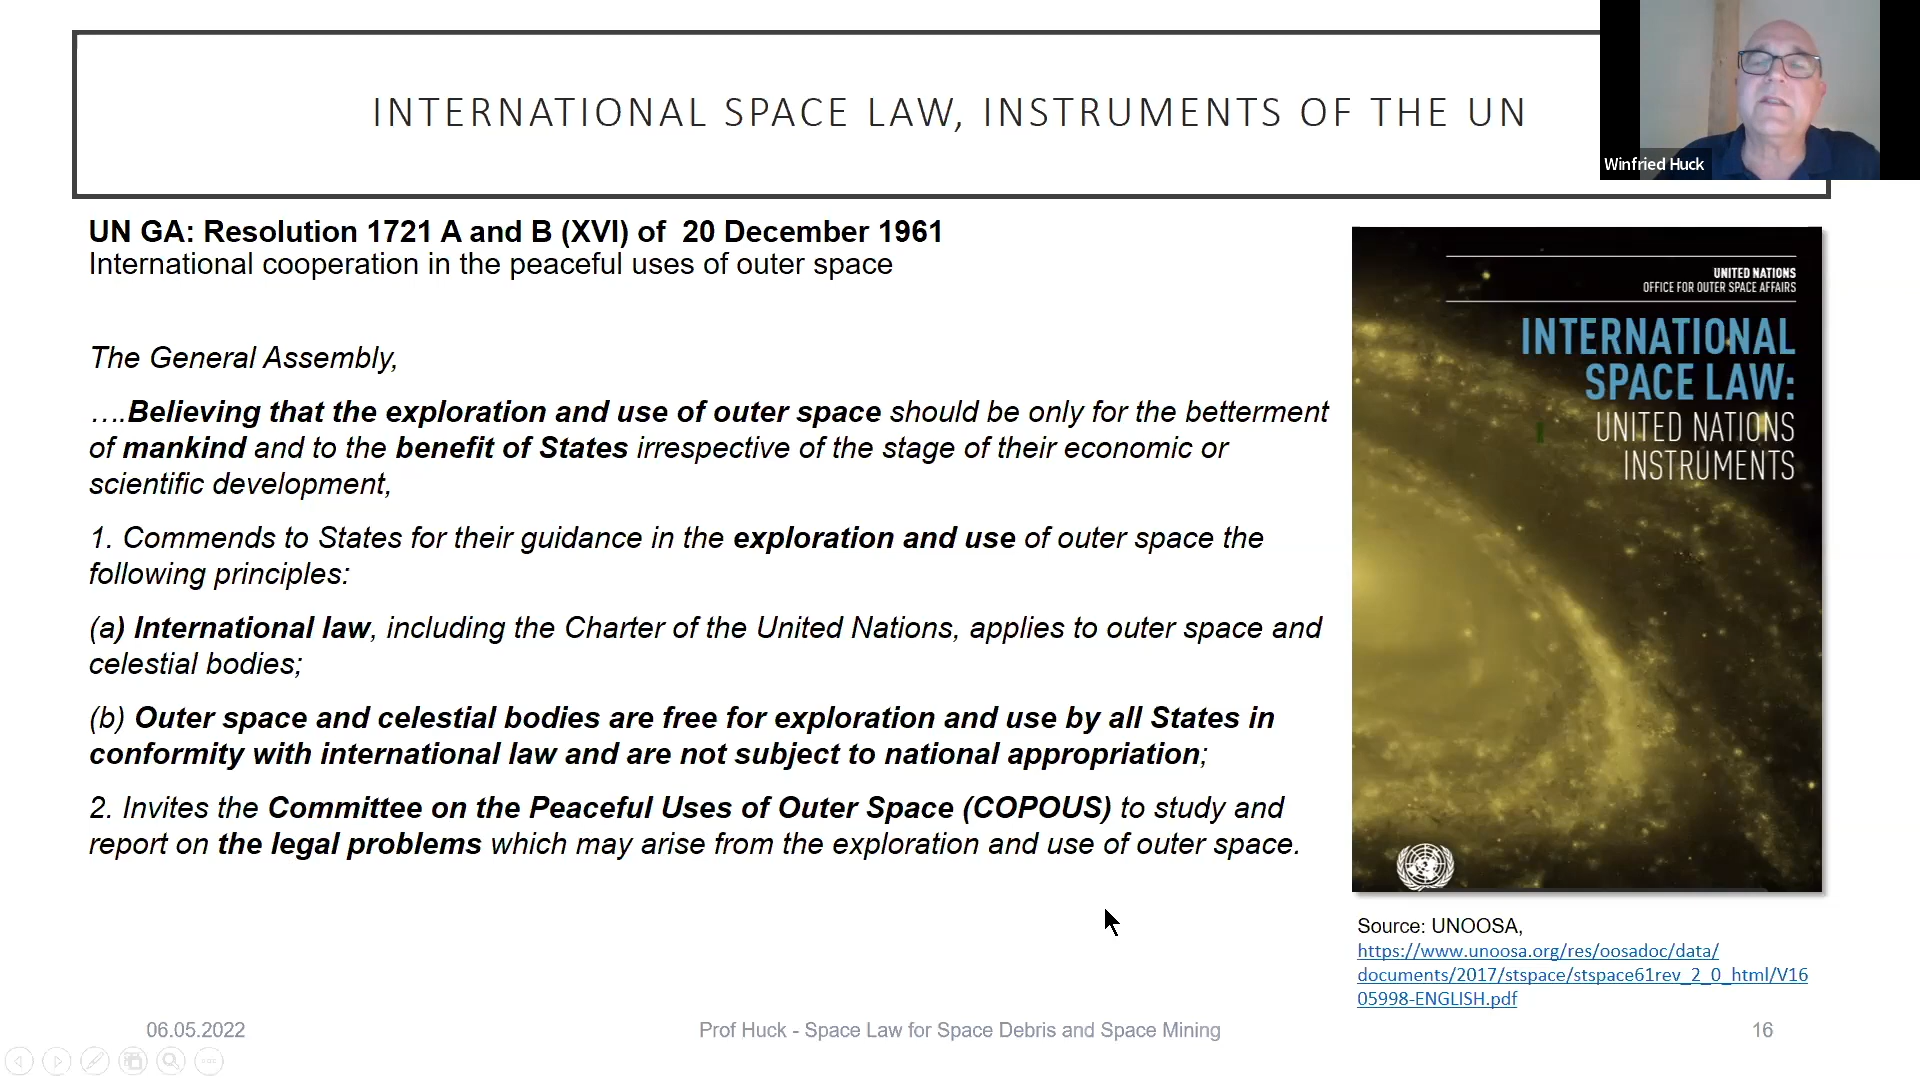 INTERNATIONAL SPACE LAW, INSTRUMENTS OF THE UN
Winfried Huck
UN GA: Resolution 1721 A and B (XVI) of  20 December 1961
International cooperation in the peaceful uses of outer space
The General Assembly,
….Believing that the exploration and use of outer space should be only for the betterment
of mankind and to the benefit of States irrespective of the stage of their economic or
scientific development,
1. Commends to States for their guidance in the exploration and use of outer space the
following principles:
(a) International law, including the Charter of the United Nations, applies to outer space and
celestial bodies;
(b) Outer space and celestial bodies are free for exploration and use by all States in
conformity with international law and are not subject to national appropriation;
2. Invites the Committee on the Peaceful Uses of Outer Space (COPOUS) to study and
report on the legal problems which may arise from the exploration and use of outer space.
UNITED NATIONS
OFFICE FOR OUTER SPACE AFFAIRS
INTERNATIONAL
SPACE LAW:
UNITED NATIONS
INSTRUMENTS
Source: UNOOSA,
https://www.unoosa.org/res/oosadoc/data/
documents/2017/stspace/stspace61rev_2_0_html/V16
05998-ENGLISH.pdf
06.05.2022
Prof Huck - Space Law for Space Debris and Space Mining
16